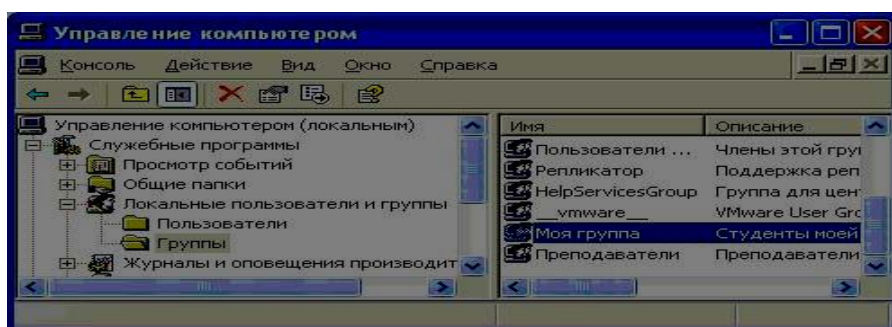 Управление компьютером
Консоль Действие Вид Окно Справка
Управление компьютером (локальным)
Служебные программы
Просмотр событий
Общие папки
Локальные пользователи и группы
Пользователи
Группы
Журналы и оповещения производит
Имя Описание
Пользователи ... Члены этой гру
Репликатор Поддержка реп
HelpServicesGroup Группа для цен
__vmware__ VMware User Grc
Моя группа Студенты моей
Преподаватели Преподаватели